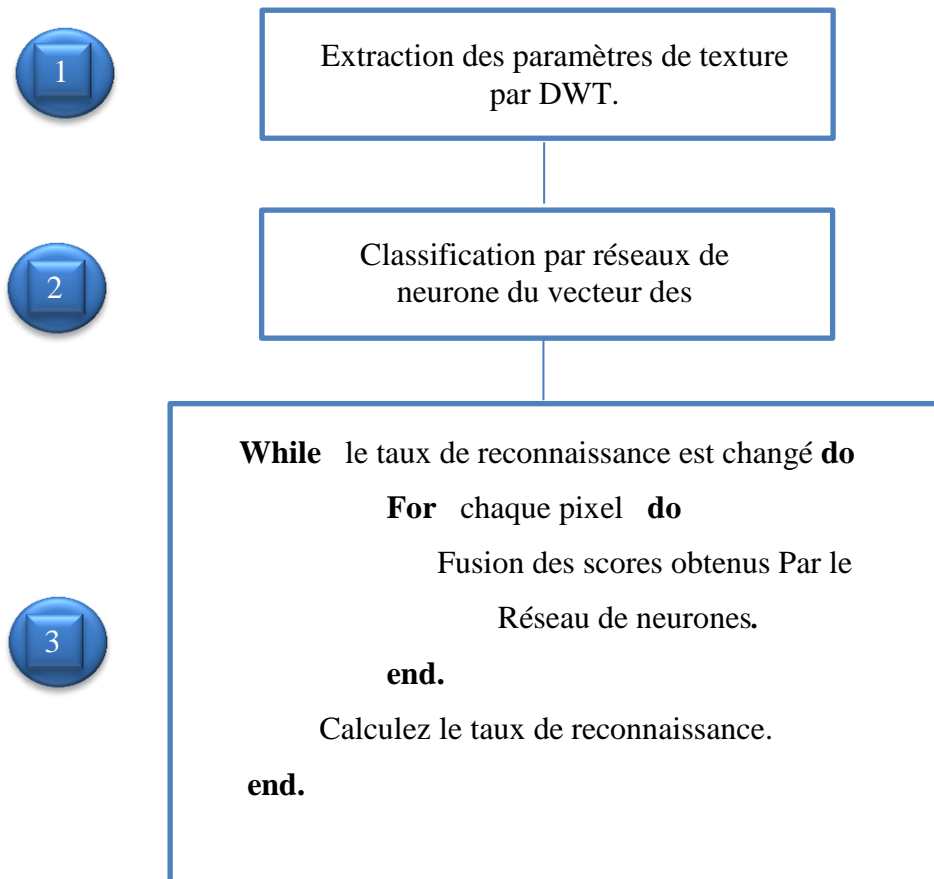 1
Extraction des paramètres de texture
par DWT.
2
Classification par réseaux de
neurone du vecteur des
While le taux de reconnaissance est changé do
For chaque pixel do
Fusion des scores obtenus Par le
3
Réseau de neurones.
end.
Calculez le taux de reconnaissance.
end.